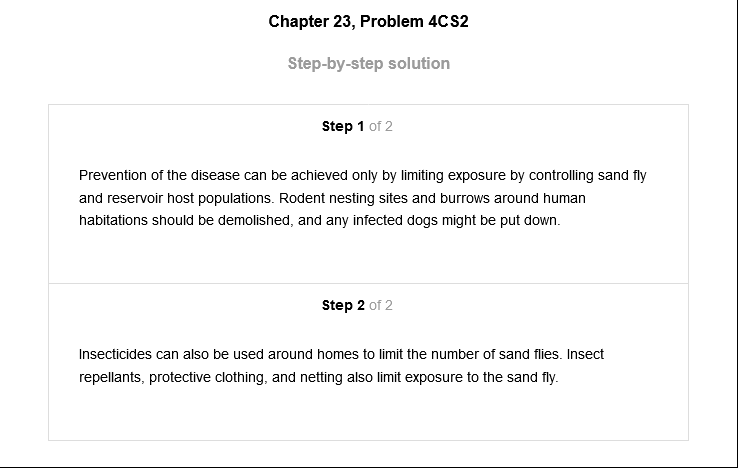 Chapter 23, Problem 4CS2
Step-by-step solution
Step 1 of 2
Prevention of the disease can be achieved only by limiting exposure by controlling sand fly
and reservoir host populations. Rodent nesting sites and burrows around human
habitations should be demolished, and any infected dogs might be put down.
Step 2 of 2
Insecticides can also be used around homes to limit the number of sand flies. Insect
repellants, protective clothing, and netting also limit exposure to the sand fly.